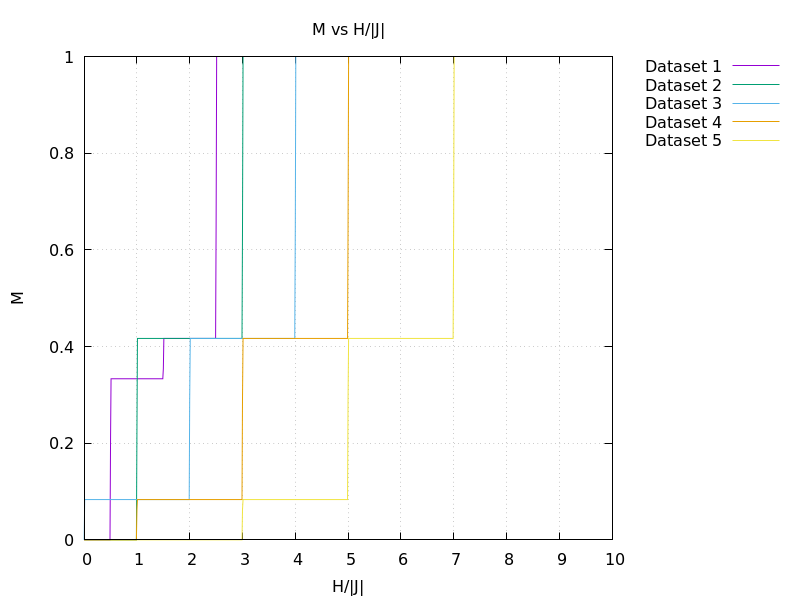 M vs H/|J|
Dataset 1
Dataset 2
Dataset 3
Dataset 4
Dataset 5
1
0.8
0.6
0.4
0.2
0
M
0 1 2 3 4 5 6 7 8 9 10
H/|J|